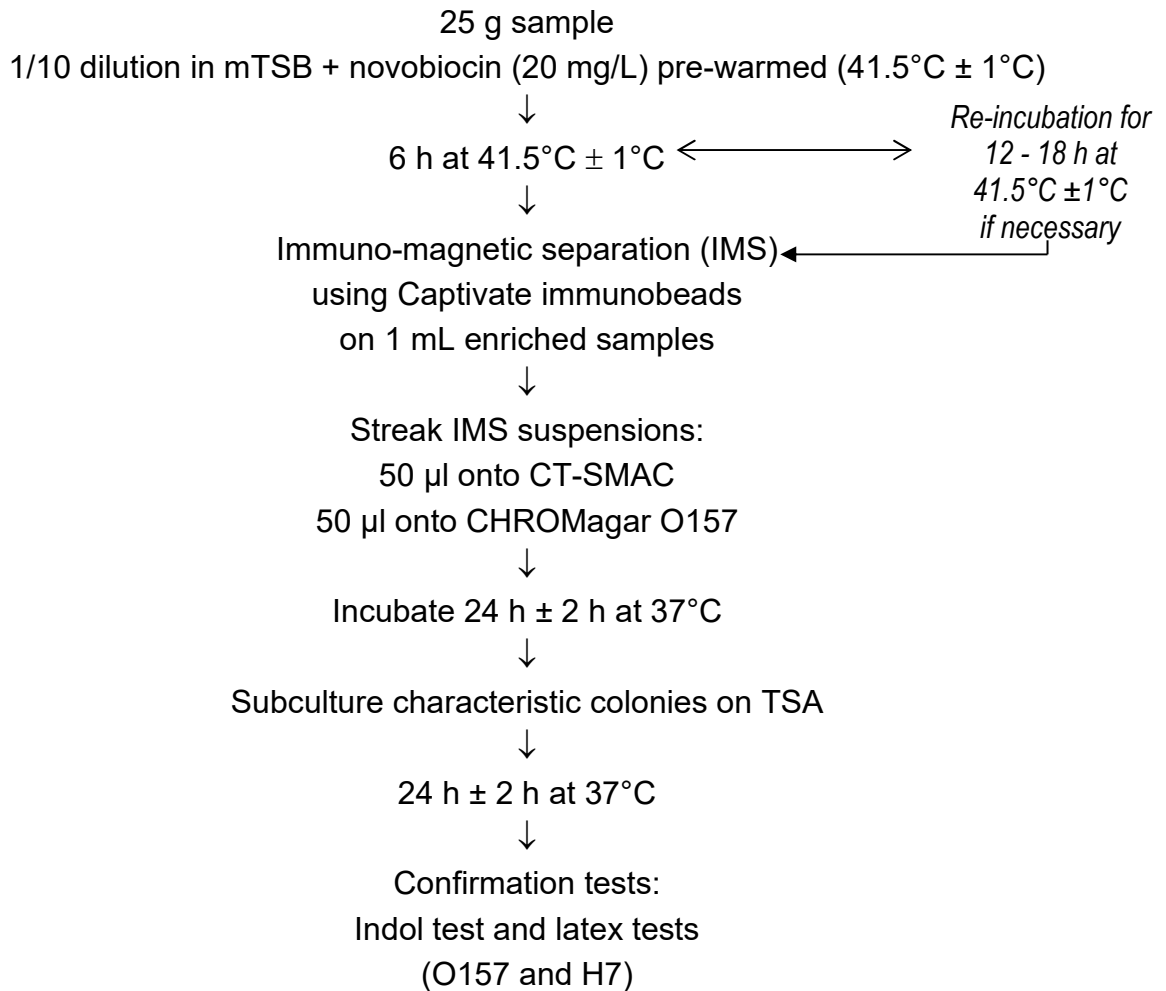 25 g sample
1/10 dilution in mTSB + novobiocin (20 mg/L) pre-warmed (41.5°C ± 1°C)
↓
6 h at 41.5°C ± 1°C
Re-incubation for
12 - 18 h at
41.5°C ±1°C
if necessary
↓
Immuno-magnetic separation (IMS)
using Captivate immunobeads
on 1 mL enriched samples
↓
Streak IMS suspensions:
50 µl onto CT-SMAC
50 µl onto CHROMagar O157
↓
Incubate 24 h ± 2 h at 37°C
↓
Subculture characteristic colonies on TSA
↓
24 h ± 2 h at 37°C
↓
Confirmation tests:
Indol test and latex tests
(O157 and H7)